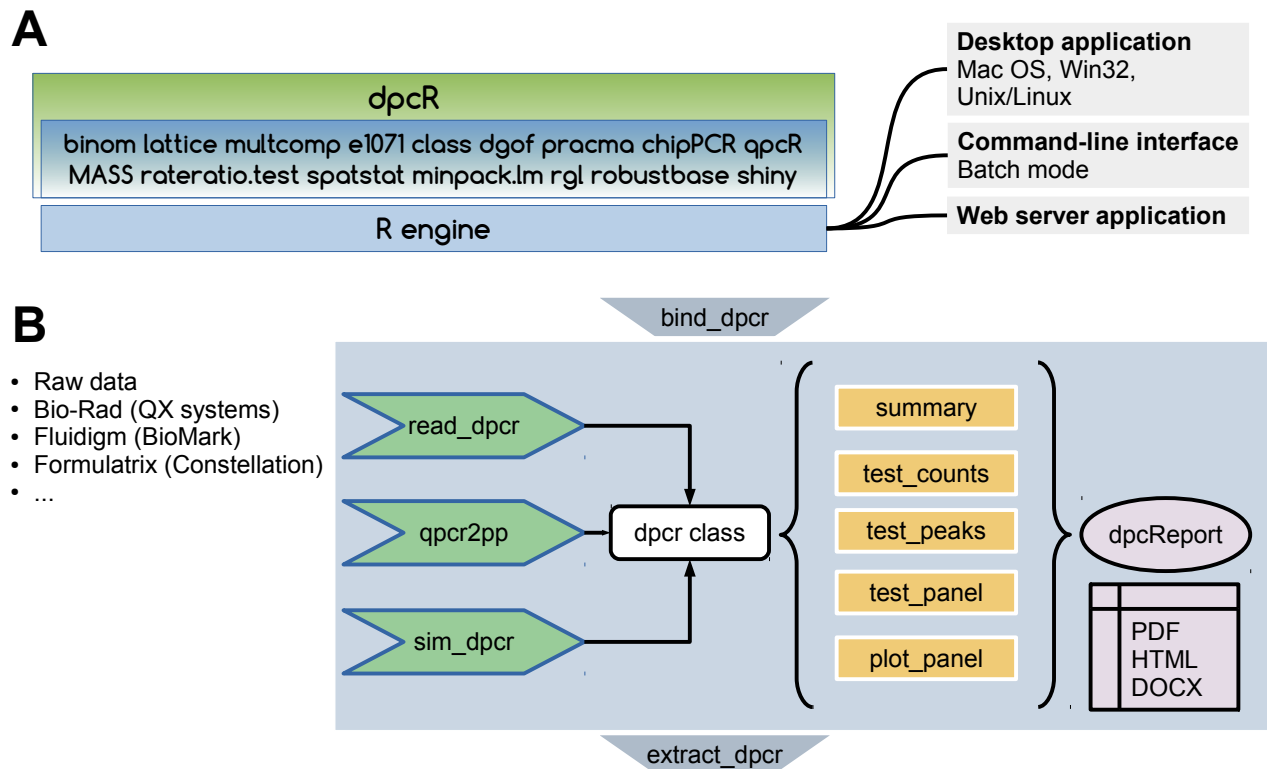 A
dpcR
binom lattice multcomp e1071 class dgof pracma chipPCR qpcR
MASS rateratio.test spatstat minpack.lm rgl robustbase shiny
R engine
Desktop application
Mac OS, Win32,
Unix/Linux
Command-line interface
Batch mode
Web server application
B
• Raw data
• Bio-Rad (QX systems)
• Fluidigm (BioMark)
• Formulatrix (Constellation)
• ...
bind_dpcr
read_dpcr
qpcr2pp
sim_dpcr
dpcr class
summary
test_counts
test_peaks
test_panel
plot_panel
dpcReport
PDF
HTML
DOCX
extract_dpcr